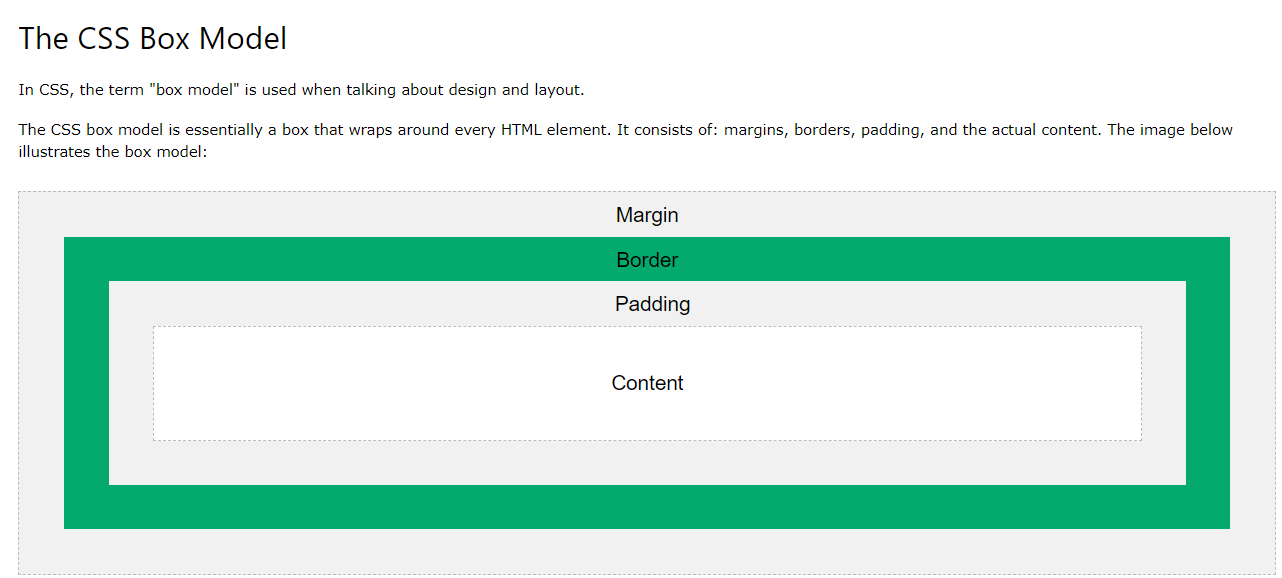 The CSS Box Model
In CSS, the term "box model" is used when talking about design and layout.
The CSS box model is essentially a box that wraps around every HTML element. It consists of: margins, borders, padding, and the actual content. The image below
illustrates the box model:
Margin
Border
Padding
Content